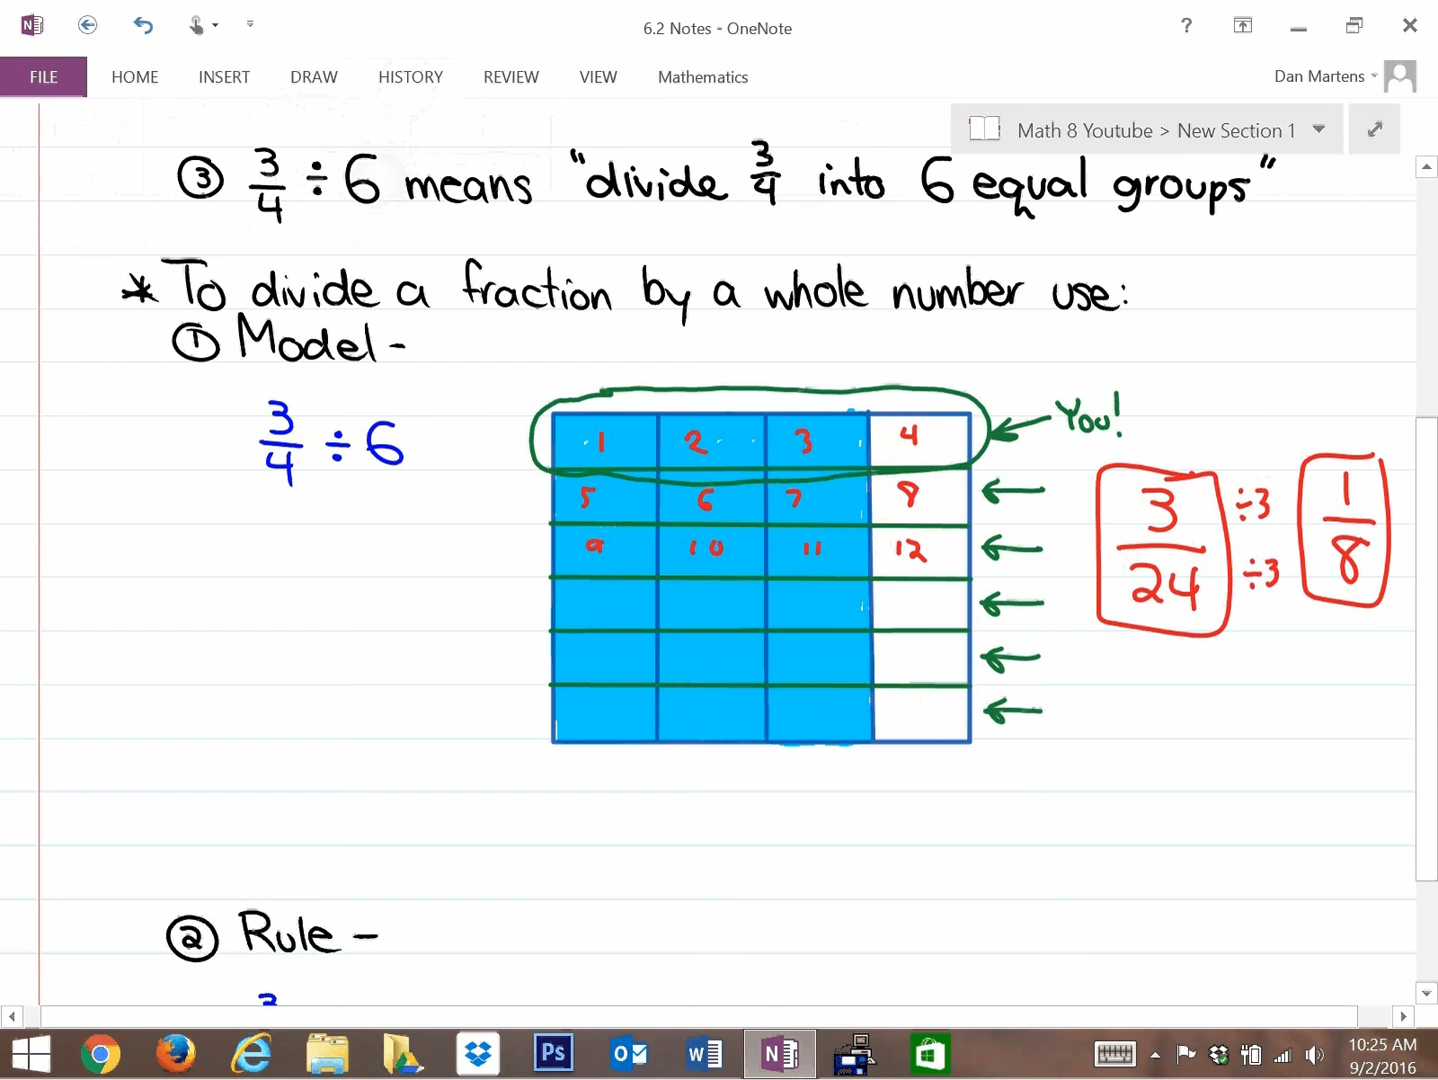 6.2 Notes - OneNote
?
FILE HOME INSERT DRAW HISTORY REVIEW VIEW Mathematics
Dan Martens
Math 8 Youtube > New Section 1
③ 3/4 ÷ 6 means "divide 3/4 into 6 equal groups"
* To divide a fraction by a whole number use:
① Model -
3/4 ÷ 6
1 2 3 4
You!
5 6 7 8
9 10 11 12
3/24 ÷3 ÷3 1/8
② Rule -
3
Ps
10:25 AM
9/2/2016